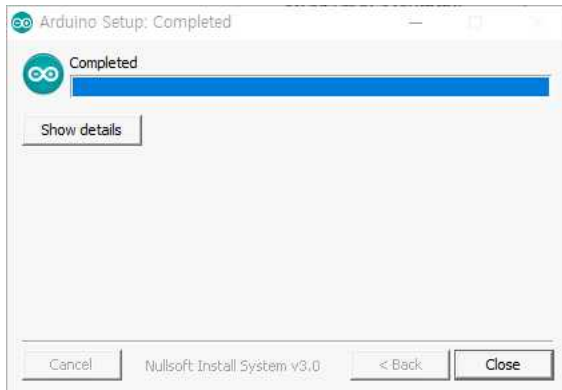 Arduino Setup: Completed
Completed
Show details
Cancel
Nullsoft Install System v3.0
< Back
Close